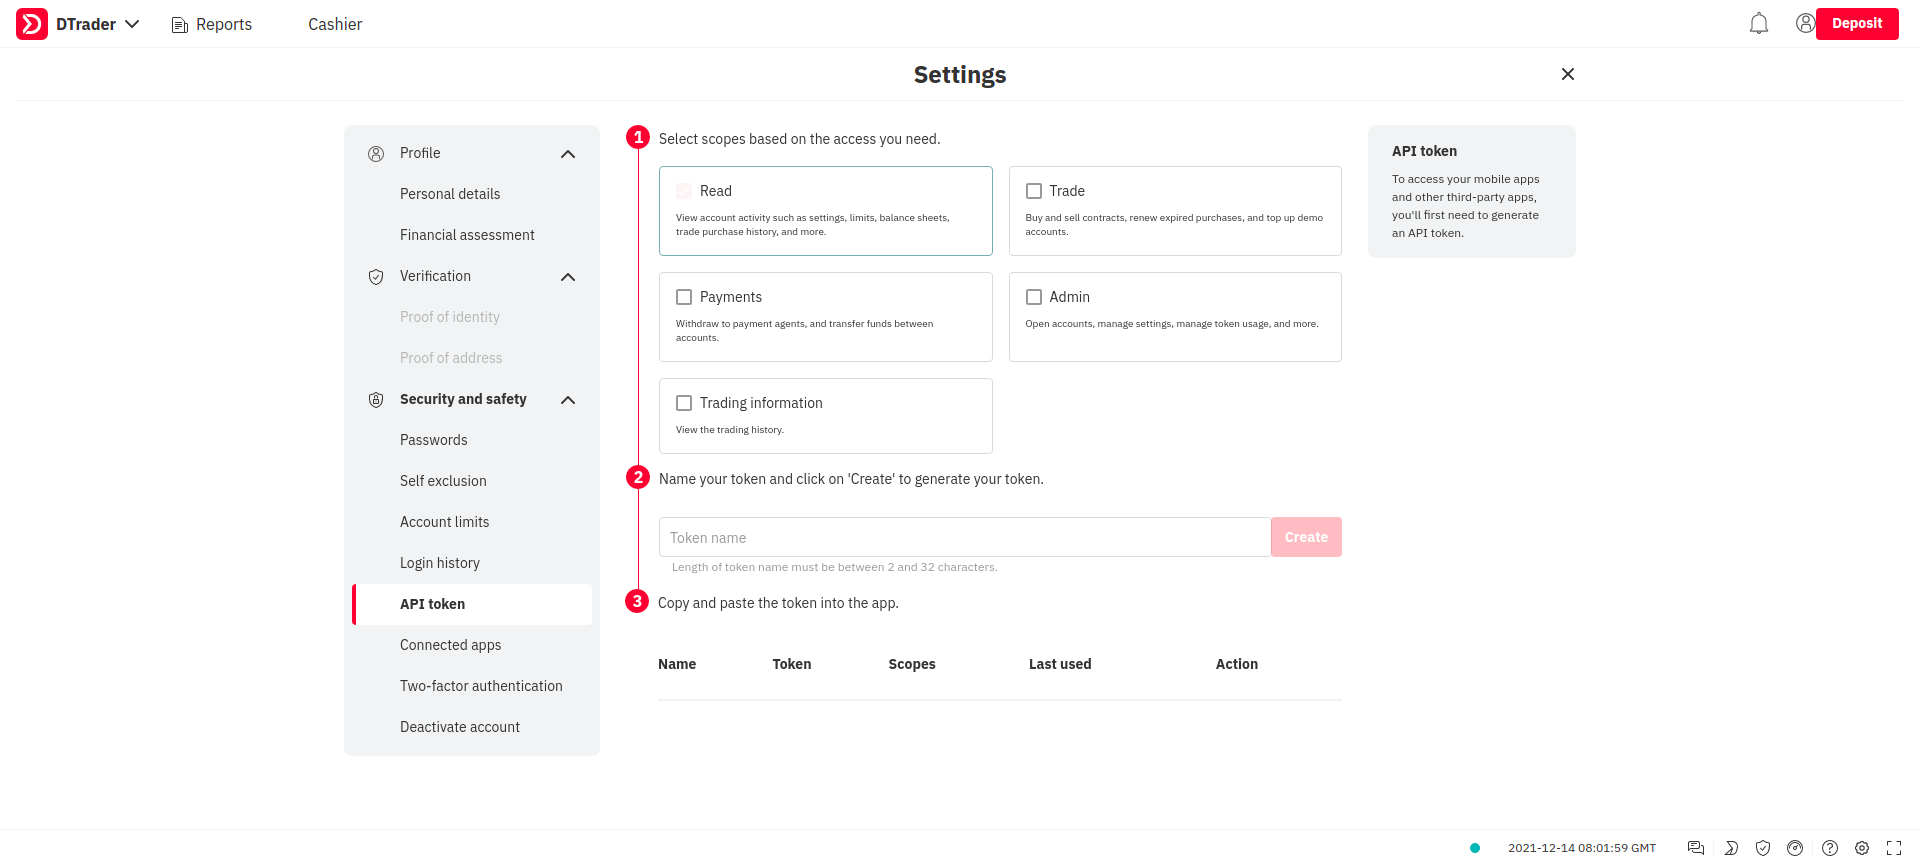 DTrader
Reports
Cashier
Deposit
Settings
Profile
Personal details
Financial assessment
Verification
Proof of identity
Proof of address
Security and safety
Passwords
Self exclusion
Account limits
Login history
API token
Connected apps
Two-factor authentication
Deactivate account
1
Select scopes based on the access you need.
Read
View account activity such as settings, limits, balance sheets,
trade purchase history, and more.
Trade
Buy and sell contracts, renew expired purchases, and top up demo
accounts.
Payments
Withdraw to payment agents, and transfer funds between
accounts.
Admin
Open accounts, manage settings, manage token usage, and more.
Trading information
View the trading history.
2
Name your token and click on 'Create' to generate your token.
Token name
Create
Length of token name must be between 2 and 32 characters.
3
Copy and paste the token into the app.
Name
Token
Scopes
Last used
Action
API token
To access your mobile apps
and other third-party apps,
you'll first need to generate
an API token.
2021-12-14 08:01:59 GMT